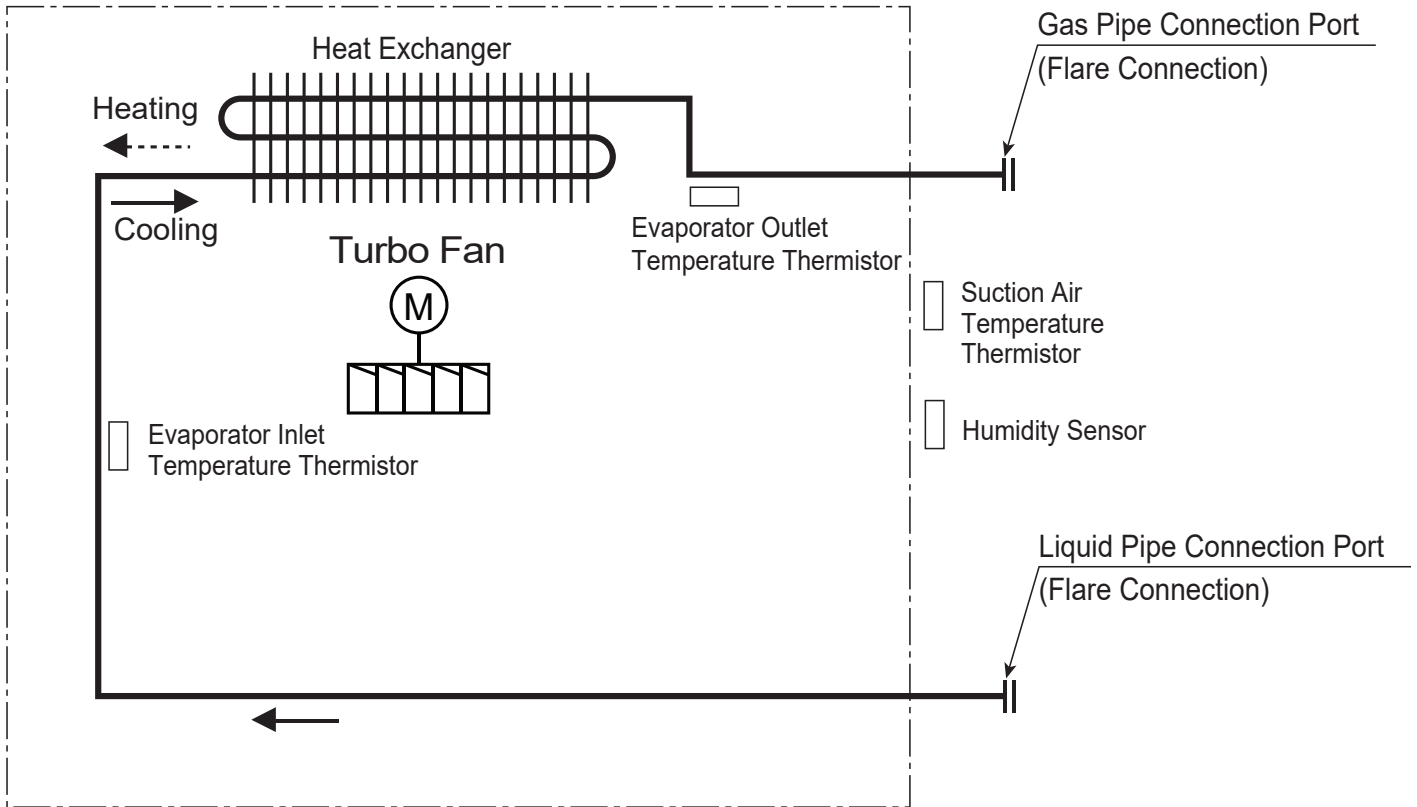 Gas Pipe Connection Port
(Flare Connection)
Heat Exchanger
Heating
Cooling
Turbo Fan
M
Evaporator Outlet
Temperature Thermistor
Suction Air
Temperature
Thermistor
Humidity Sensor
Evaporator Inlet
Temperature Thermistor
Liquid Pipe Connection Port
(Flare Connection)